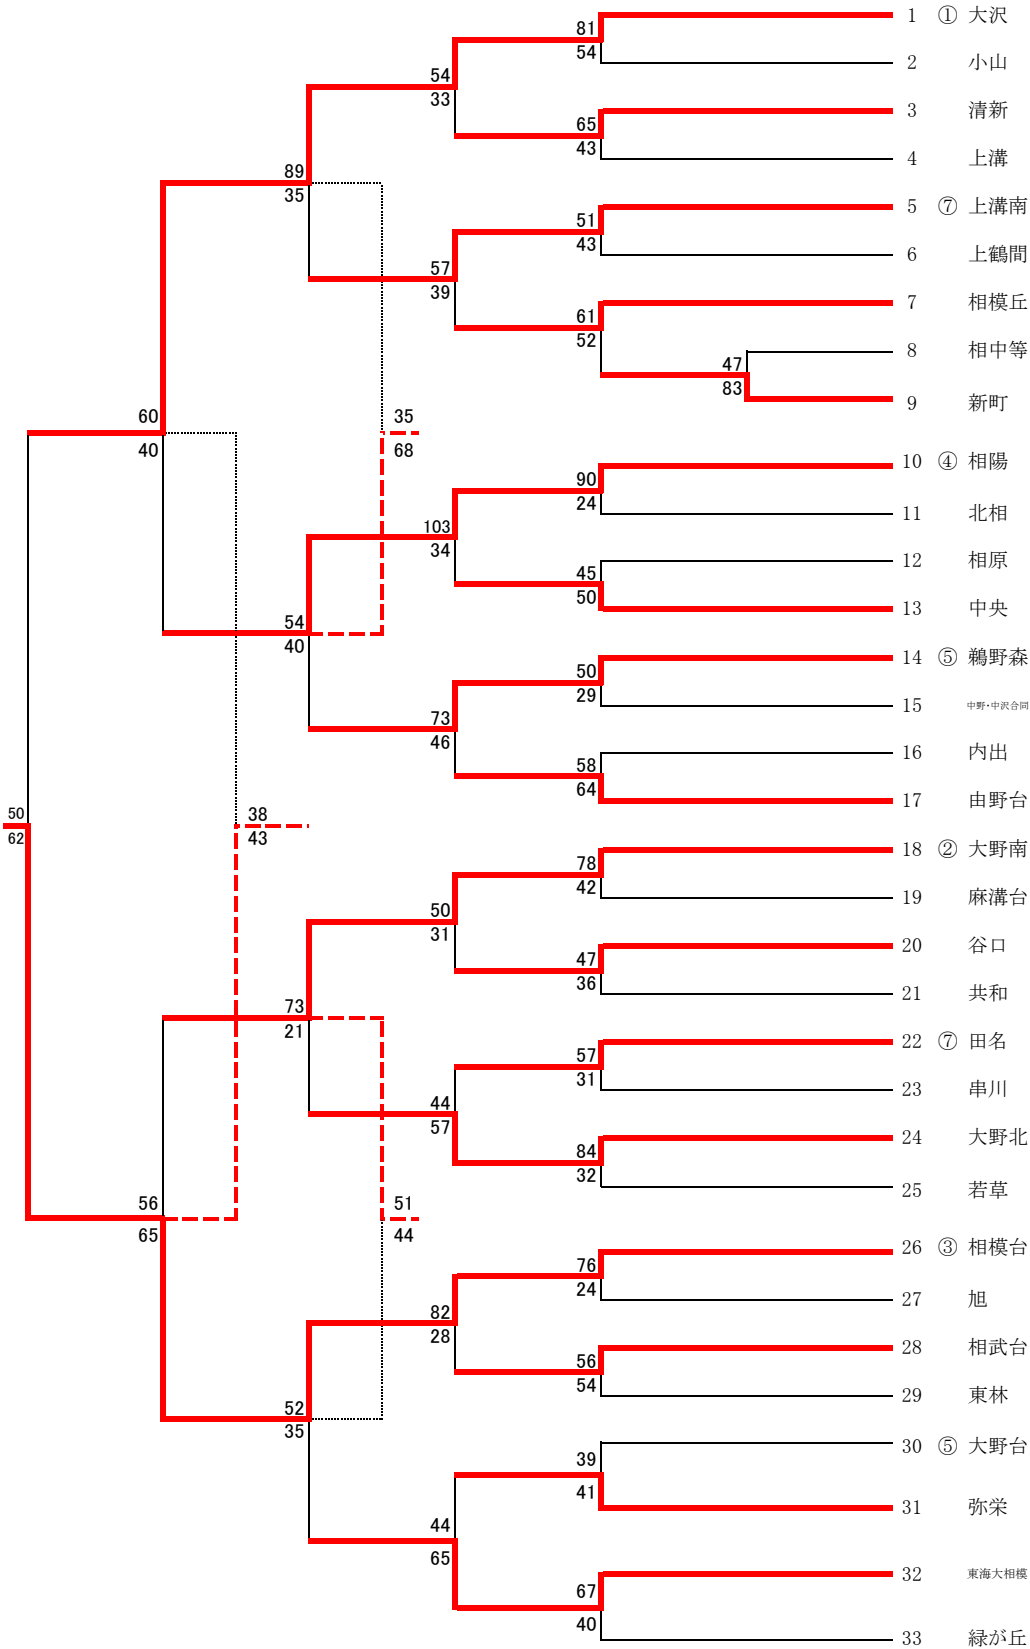 1 ① 大沢
81
54
2 小山
54
33
3 清新
65
43
4 上溝
89
35
5 ⑦ 上溝南
51
43
6 上鶴間
57
39
7 相模丘
61
52
8 相中等
47
83
9 新町
60
40
35
68
10 ④ 相陽
90
24
11 北相
103
34
12 相原
45
50
13 中央
54
40
14 ⑤ 鵜野森
50
29
15 中野・中沢合同
73
46
16 内出
58
64
17 由野台
50
62
38
43
18 ② 大野南
78
42
19 麻溝台
50
31
20 谷口
47
36
21 共和
73
21
22 ⑦ 田名
57
31
23 串川
44
57
24 大野北
84
32
25 若草
56
65
51
44
26 ③ 相模台
76
24
27 旭
82
28
28 相武台
56
54
29 東林
52
35
30 ⑤ 大野台
39
41
31 弥栄
44
65
32 東海大相模
67
40
33 緑が丘